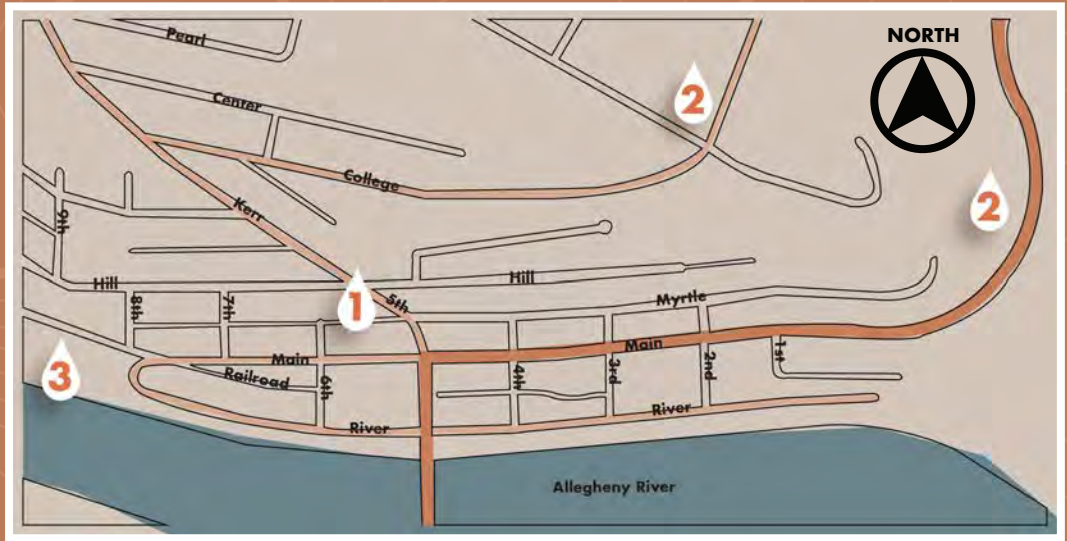 Pearl
NORTH
Center
2
College
2
Kerr
9th
Hill
Hill
8th
7th
1
5th
Myrtle
Main
Main
3
Railroad
6th
4th
3rd
2nd
1st
River
River
Allegheny River